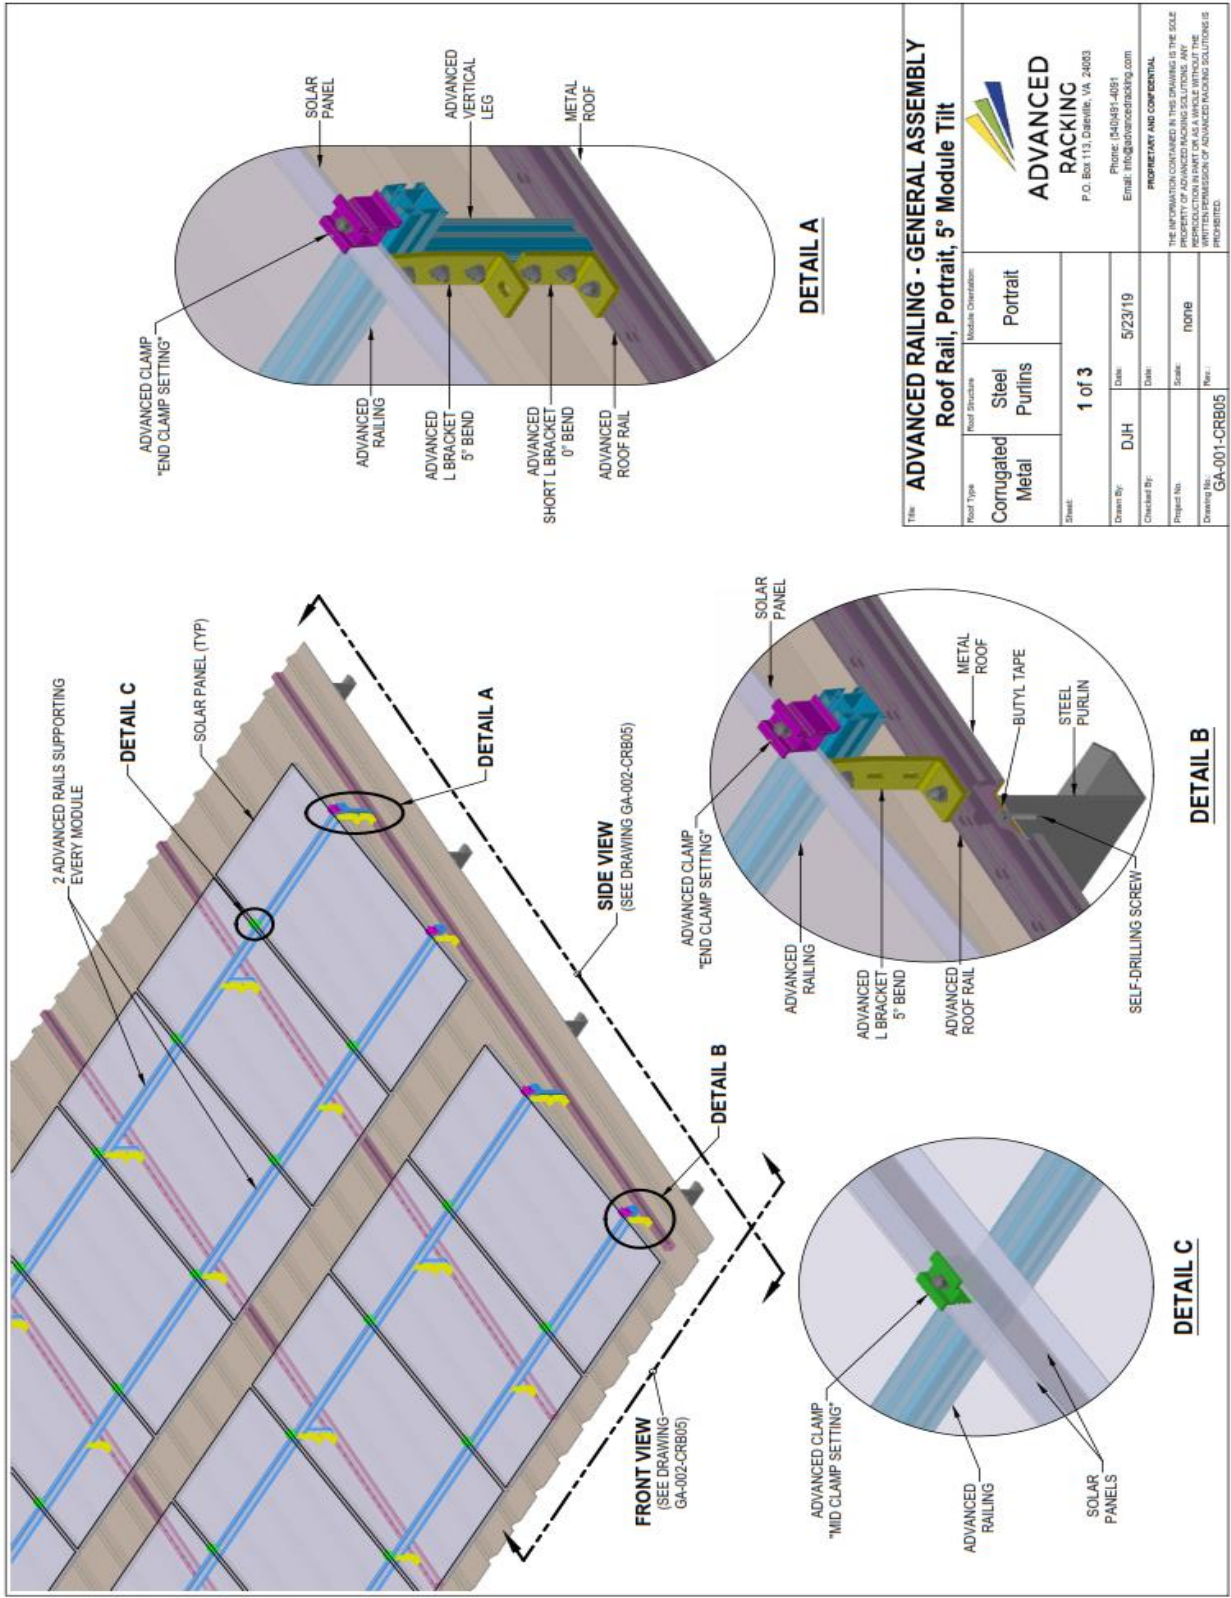 2 ADVANCED RAILS SUPPORTING
EVERY MODULE
DETAIL C
SOLAR PANEL (TYP)
DETAIL A
SIDE VIEW
(SEE DRAWING GA-002-CRB05)
DETAIL B
FRONT VIEW
(SEE DRAWING
GA-002-CRB05)
ADVANCED CLAMP
"END CLAMP SETTING"
SOLAR
PANEL
ADVANCED
VERTICAL
LEG
METAL
ROOF
ADVANCED
RAILING
ADVANCED
L BRACKET
5° BEND
ADVANCED
SHORT L BRACKET
0° BEND
ADVANCED
ROOF RAIL
DETAIL A
ADVANCED CLAMP
"MID CLAMP SETTING"
ADVANCED
RAILING
SOLAR
PANELS
DETAIL C
ADVANCED CLAMP
"END CLAMP SETTING"
SOLAR
PANEL
ADVANCED
RAILING
ADVANCED
L BRACKET
5° BEND
ADVANCED
ROOF RAIL
SELF-DRILLING SCREW
METAL
ROOF
BUTYL TAPE
STEEL
PURLIN
DETAIL B
Title: ADVANCED RAILING - GENERAL ASSEMBLY
Roof Rail, Portrait, 5° Module Tilt
Roof Type
Corrugated
Metal
Roof Structure
Steel
Purlins
Module Orientation:
Portrait
Sheet:
1 of 3
Drawn By: DJH
Date: 5/23/19
Checked By:
Date:
Project No.
Scale: none
Drawing No.: GA-001-CRB05
Rev.:
ADVANCED
RACKING
P.O. Box 113, Daleville, VA 24083
Phone: (540)491-4091
Email: info@advancedracking.com
PROPRIETARY AND CONFIDENTIAL
THE INFORMATION CONTAINED IN THIS DRAWING IS THE SOLE
PROPERTY OF ADVANCED RACKING SOLUTIONS. ANY
REPRODUCTION IN PART OR AS A WHOLE WITHOUT THE
WRITTEN PERMISSION OF ADVANCED RACKING SOLUTIONS IS
PROHIBITED.